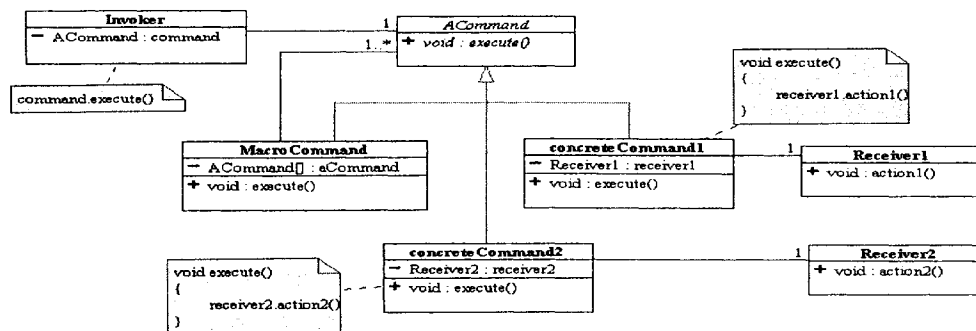 Invoker
− ACommand : command
command.execute()
1
1..*
ACommand
+ void : execute()
void execute()
{
receiver1.action1()
}
MacroCommand
− ACommand[] : aCommand
+ void : execute()
concreteCommand1
− Receiver1 : receiver1
+ void : execute()
1
Receiver1
+ void : action1()
void execute()
{
receiver2.action2()
}
concreteCommand2
− Receiver2 : receiver2
+ void : execute()
1
Receiver2
+ void : action2()